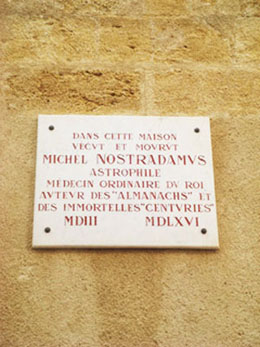 DANS CETTE MAISON
VECVT ET MOVRVT
MICHEL NOSTRADAMVS
ASTROPHILE
MEDECIN ORDINAIRE DV ROI
AVTEVR DES "ALMANACHS" ET
DES IMMORTELLES "CENTVRIES"
MDIII MDLXVI